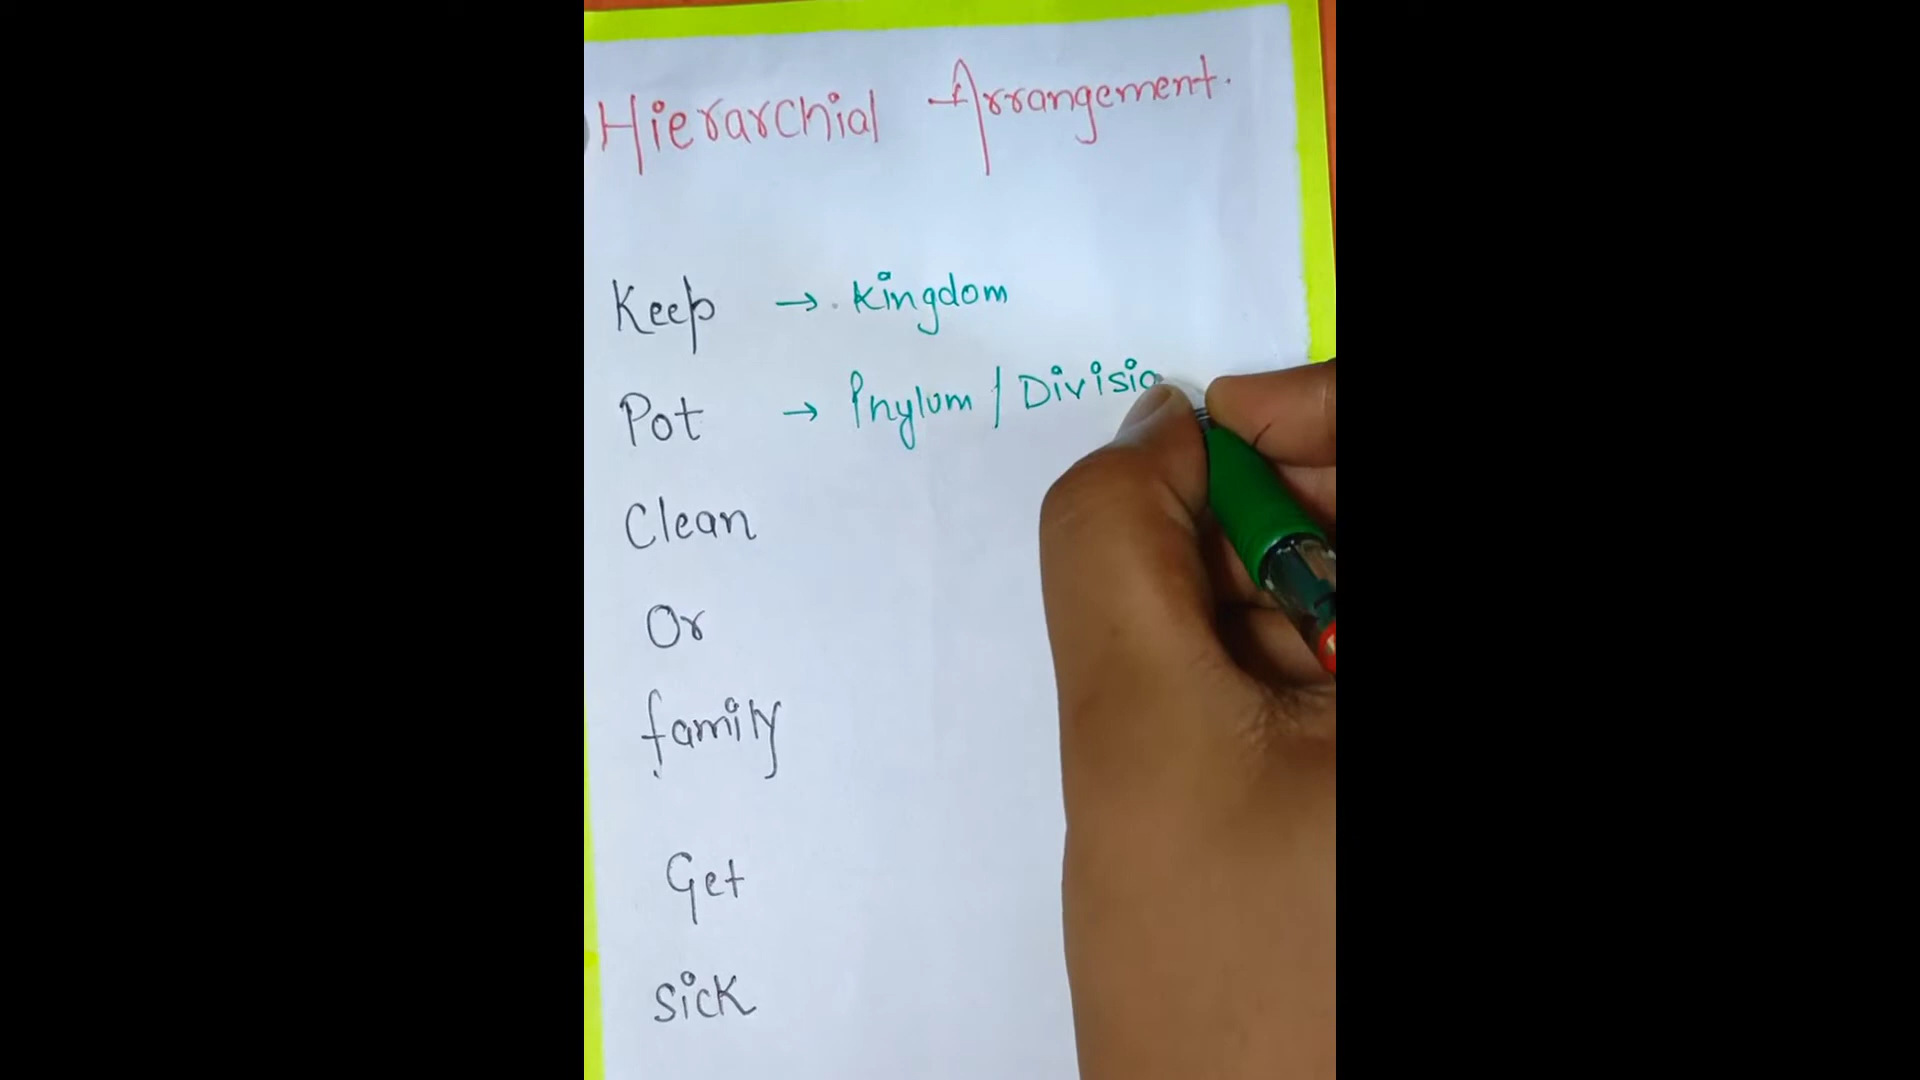 Hierarchial Arrangement.
Keep → Kingdom
Pot → Phylum / Divisio
Clean
Or
family
Get
Sick